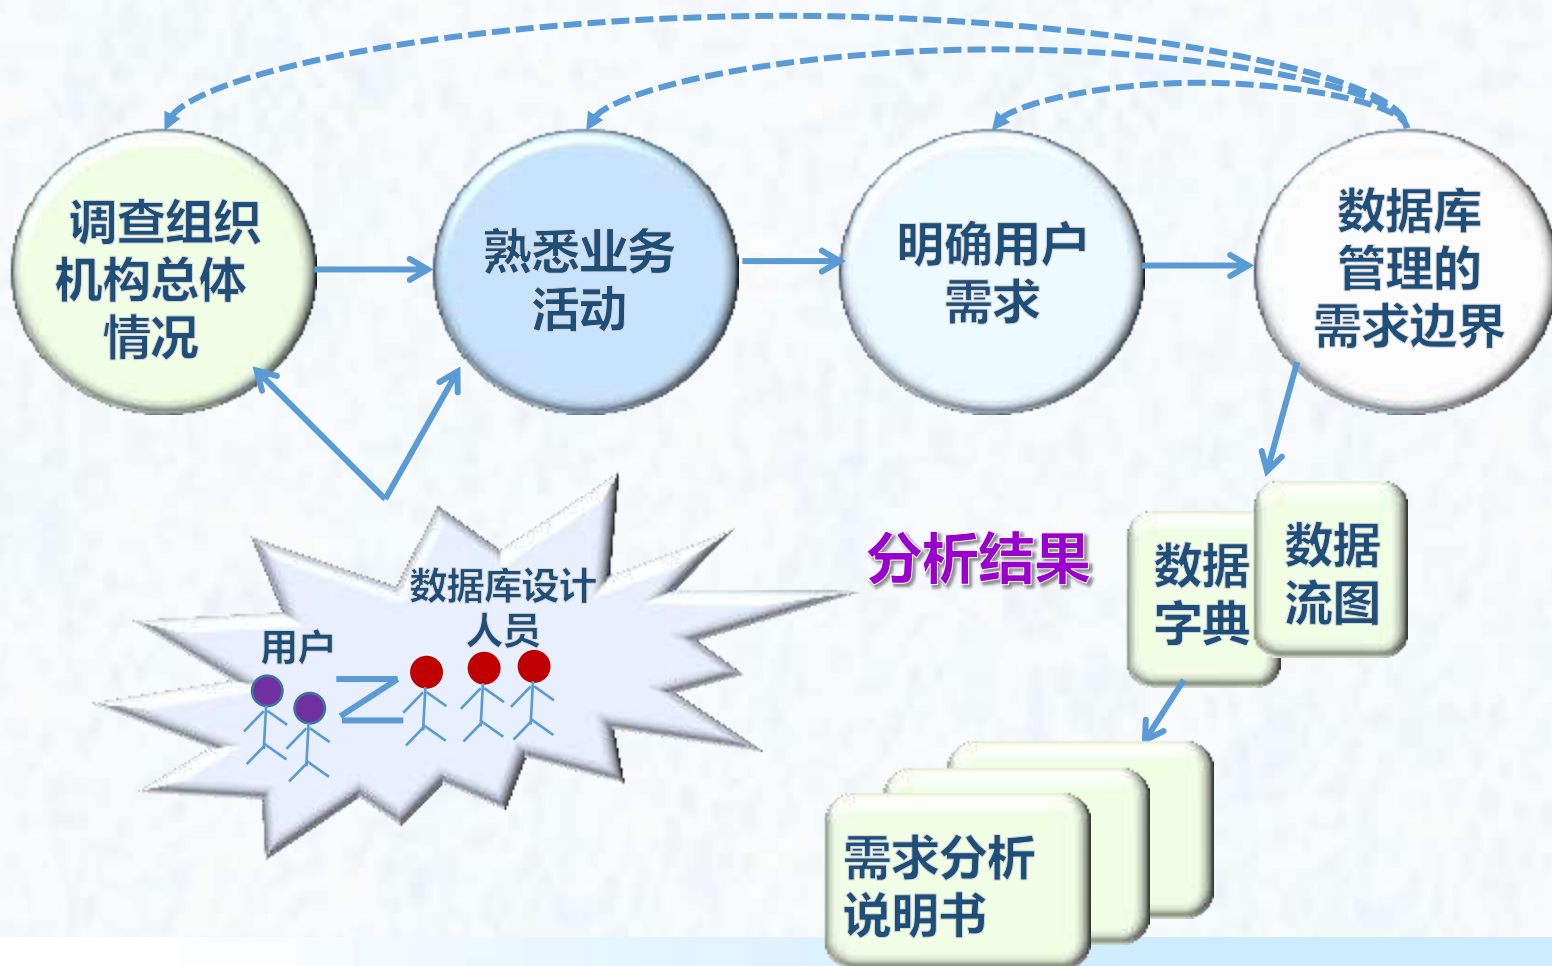 调查组织
机构总体
情况
熟悉业务
活动
明确用户
需求
数据库
管理的
需求边界
数据库设计
人员
用户
分析结果
数据
字典
数据
流图
需求分析
说明书